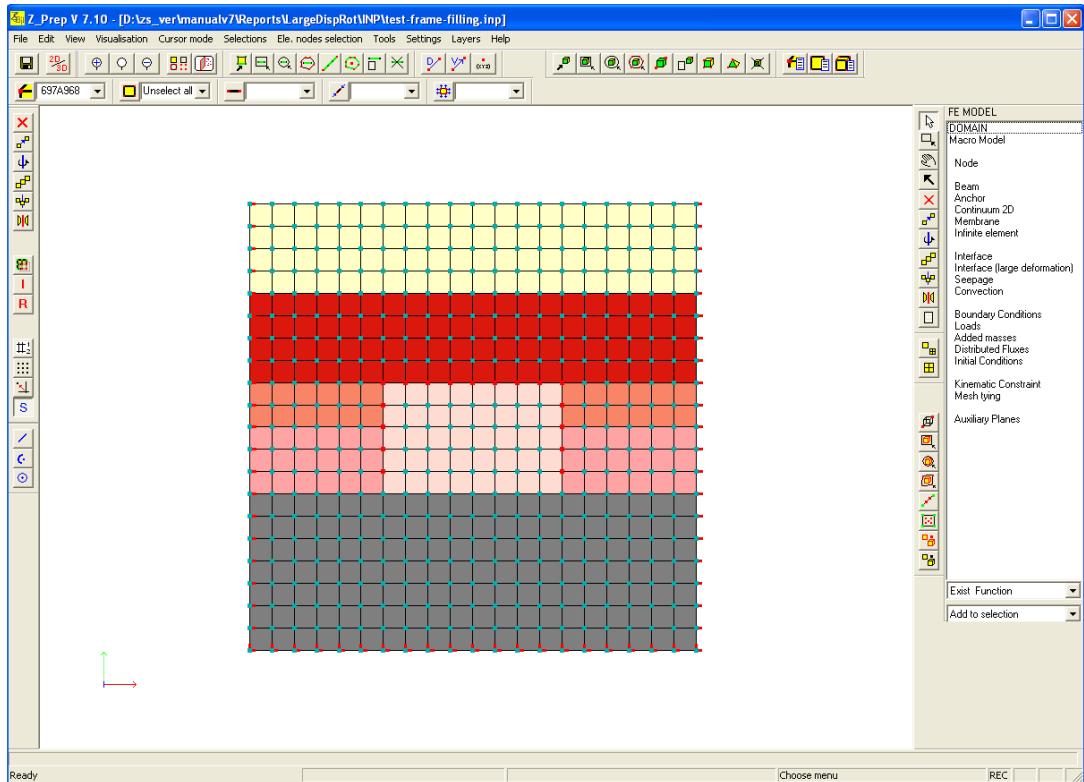 Z_Prep V 7.10 - [D:\zs_ver\manualv7\Reports\LargeDispRot\INP\test-frame-filling.inp]
File Edit View Visualisation Cursor mode Selections Ele. nodes selection Tools Settings Layers Help
2D/3D
(XYZ)
697A968 Unselect all
FE MODEL
DOMAIN
Macro Model
Node
Beam
Anchor
Continuum 2D
Membrane
Infinite element
Interface
Interface (large deformation)
Seepage
Convection
Boundary Conditions
Loads
Added masses
Distributed Fluxes
Initial Conditions
Kinematic Constraint
Mesh tying
Auxiliary Planes
I
R
S
Exist Function
Add to selection
Ready Choose menu REC